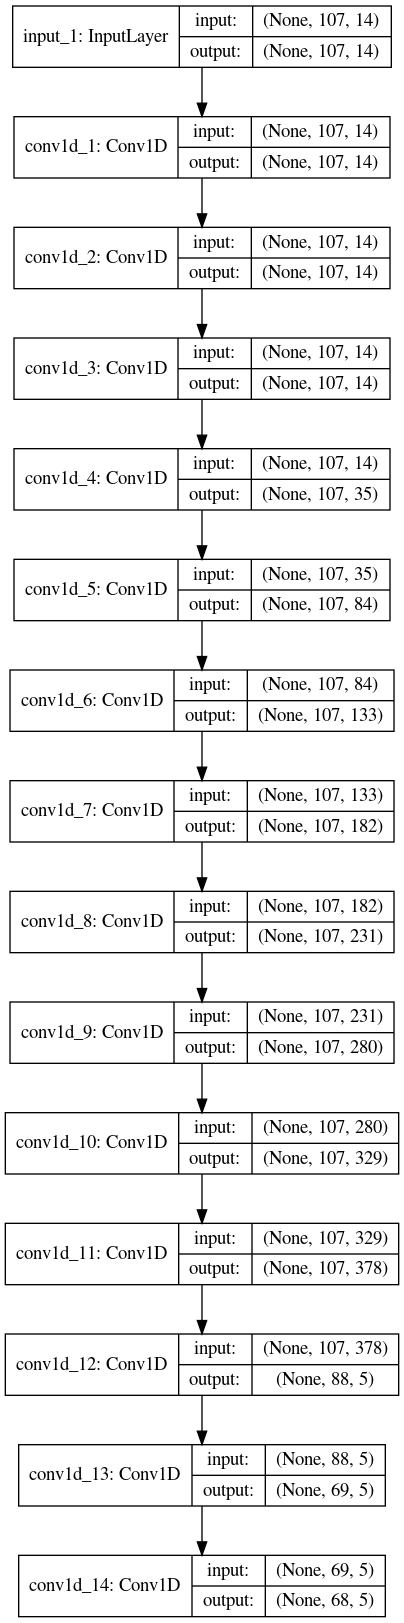 input_1: InputLayer
input: (None, 107, 14)
output: (None, 107, 14)
conv1d_1: Conv1D
input: (None, 107, 14)
output: (None, 107, 14)
conv1d_2: Conv1D
input: (None, 107, 14)
output: (None, 107, 14)
conv1d_3: Conv1D
input: (None, 107, 14)
output: (None, 107, 14)
conv1d_4: Conv1D
input: (None, 107, 14)
output: (None, 107, 35)
conv1d_5: Conv1D
input: (None, 107, 35)
output: (None, 107, 84)
conv1d_6: Conv1D
input: (None, 107, 84)
output: (None, 107, 133)
conv1d_7: Conv1D
input: (None, 107, 133)
output: (None, 107, 182)
conv1d_8: Conv1D
input: (None, 107, 182)
output: (None, 107, 231)
conv1d_9: Conv1D
input: (None, 107, 231)
output: (None, 107, 280)
conv1d_10: Conv1D
input: (None, 107, 280)
output: (None, 107, 329)
conv1d_11: Conv1D
input: (None, 107, 329)
output: (None, 107, 378)
conv1d_12: Conv1D
input: (None, 107, 378)
output: (None, 88, 5)
conv1d_13: Conv1D
input: (None, 88, 5)
output: (None, 69, 5)
conv1d_14: Conv1D
input: (None, 69, 5)
output: (None, 68, 5)